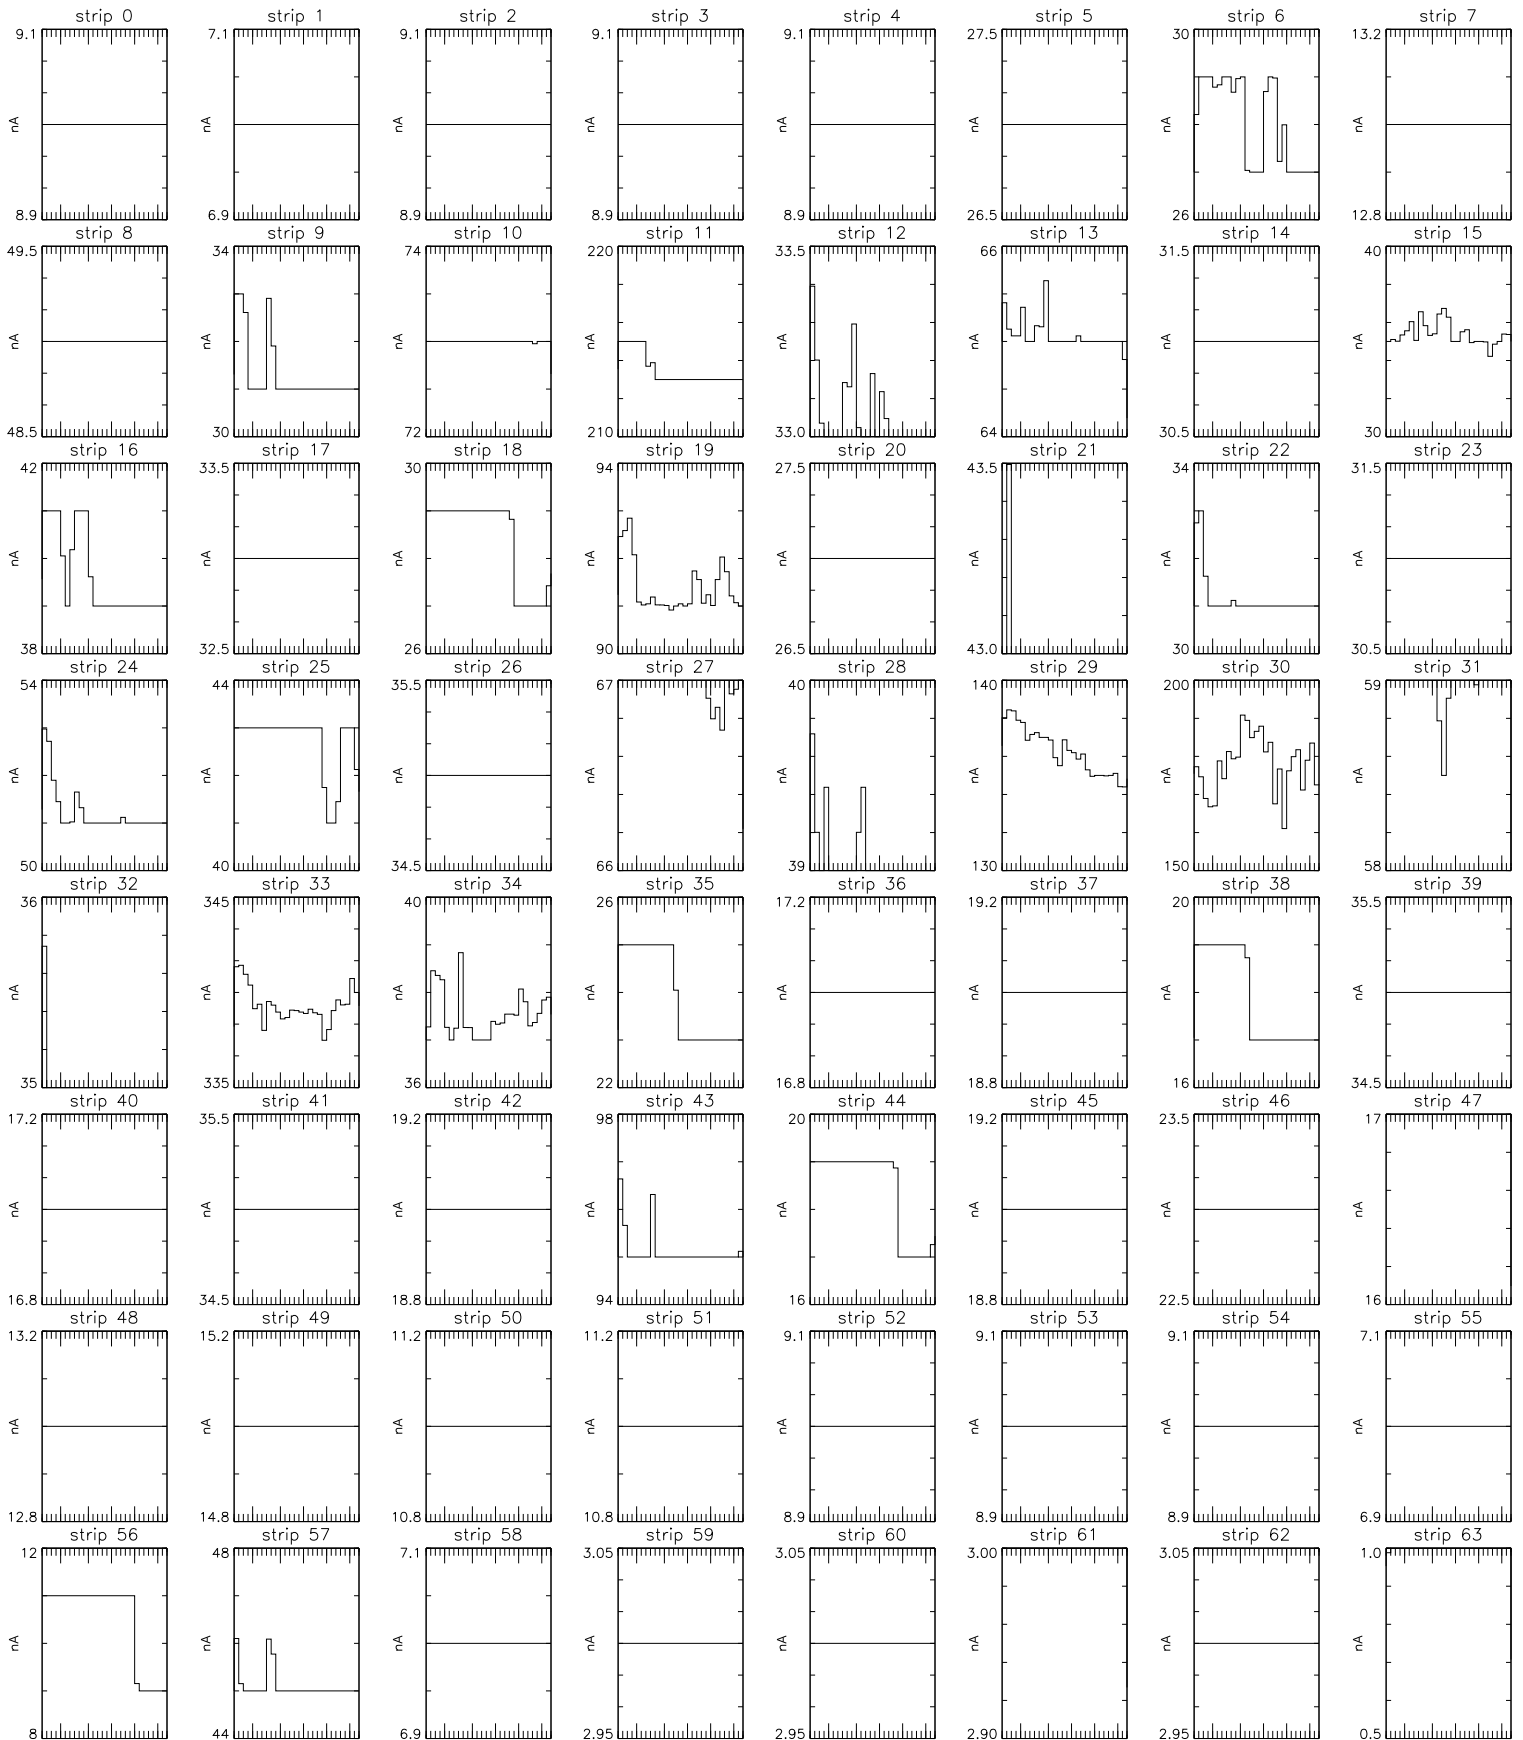 strip 0 strip 1 strip 2 strip 3 strip 4 strip 5 strip 6 strip 7
9.1 7.1 9.1 9.1 9.1 27.5 30 13.2
nA nA nA nA nA nA nA nA
8.9 6.9 8.9 8.9 8.9 26.5 26 12.8
strip 8 strip 9 strip 10 strip 11 strip 12 strip 13 strip 14 strip 15
49.5 34 74 220 33.5 66 31.5 40
nA nA nA nA nA nA nA nA
48.5 30 72 210 33.0 64 30.5 30
strip 16 strip 17 strip 18 strip 19 strip 20 strip 21 strip 22 strip 23
42 33.5 30 94 27.5 43.5 34 31.5
nA nA nA nA nA nA nA nA
38 32.5 26 90 26.5 43.0 30 30.5
strip 24 strip 25 strip 26 strip 27 strip 28 strip 29 strip 30 strip 31
54 44 35.5 67 40 140 200 59
nA nA nA nA nA nA nA nA
50 40 34.5 66 39 130 150 58
strip 32 strip 33 strip 34 strip 35 strip 36 strip 37 strip 38 strip 39
36 345 40 26 17.2 19.2 20 35.5
nA nA nA nA nA nA nA nA
35 335 36 22 16.8 18.8 16 34.5
strip 40 strip 41 strip 42 strip 43 strip 44 strip 45 strip 46 strip 47
17.2 35.5 19.2 98 20 19.2 23.5 17
nA nA nA nA nA nA nA nA
16.8 34.5 18.8 94 16 18.8 22.5 16
strip 48 strip 49 strip 50 strip 51 strip 52 strip 53 strip 54 strip 55
13.2 15.2 11.2 11.2 9.1 9.1 9.1 7.1
nA nA nA nA nA nA nA nA
12.8 14.8 10.8 10.8 8.9 8.9 8.9 6.9
strip 56 strip 57 strip 58 strip 59 strip 60 strip 61 strip 62 strip 63
12 48 7.1 3.05 3.05 3.00 3.05 1.0
nA nA nA nA nA nA nA nA
8 44 6.9 2.95 2.95 2.90 2.95 0.5